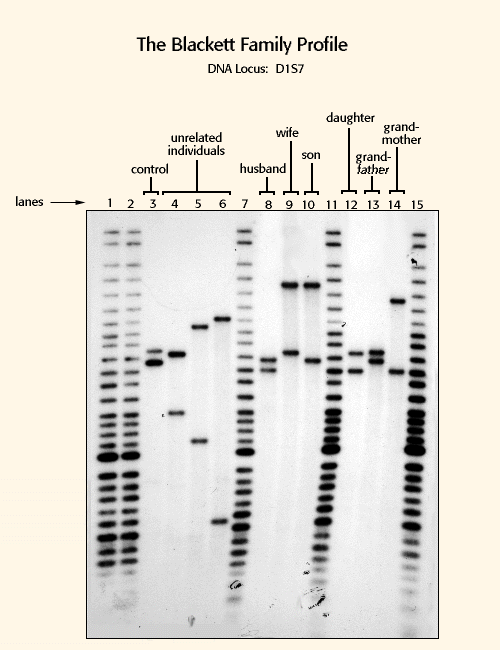 The Blackett Family Profile
DNA Locus: D1S7
daughter
grand-
mother
wife
unrelated
individuals
son
grand-
father
control
husband
lanes 1 2 3 4 5 6 7 8 9 10 11 12 13 14 15